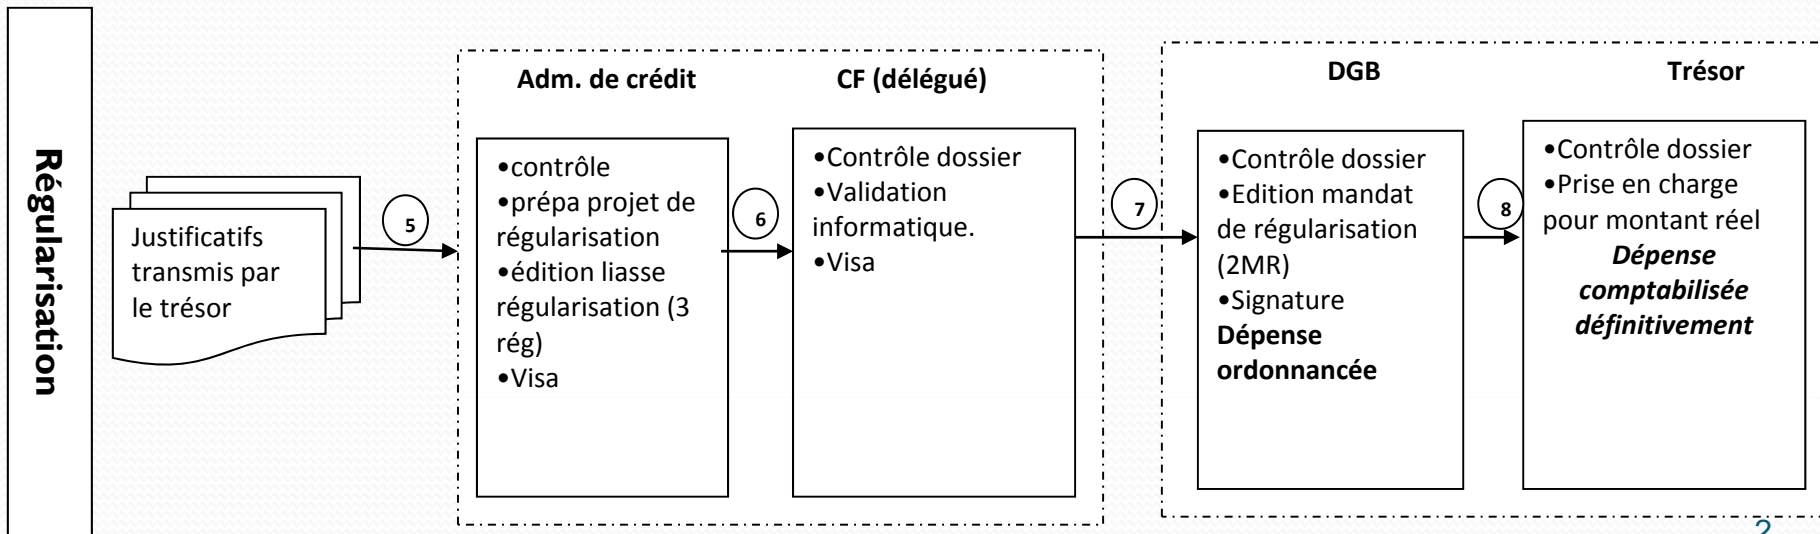 Régularisation
Justificatifs
transmis par
le trésor
5
Adm. de crédit
•contrôle
•prépa projet de
régularisation
•édition liasse
régularisation (3
rég)
•Visa
6
CF (délégué)
•Contrôle dossier
•Validation
informatique.
•Visa
7
DGB
•Contrôle dossier
•Edition mandat
de régularisation
(2MR)
•Signature
Dépense
ordonnancée
8
Trésor
•Contrôle dossier
•Prise en charge
pour montant réel
Dépense
comptabilisée
définitivement